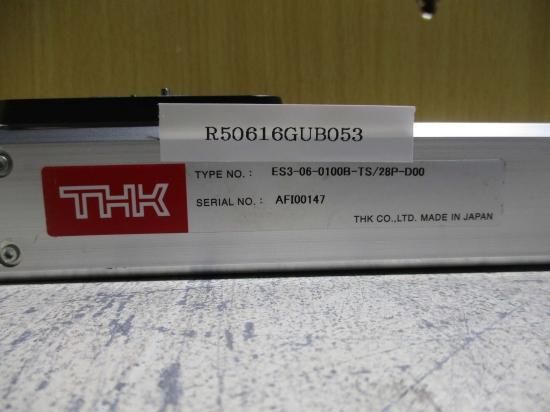 R50616GUB053
THK
TYPE NO. : ES3-06-0100B-TS/28P-D00
SERIAL NO. : AFI00147
THK CO.,LTD. MADE IN JAPAN